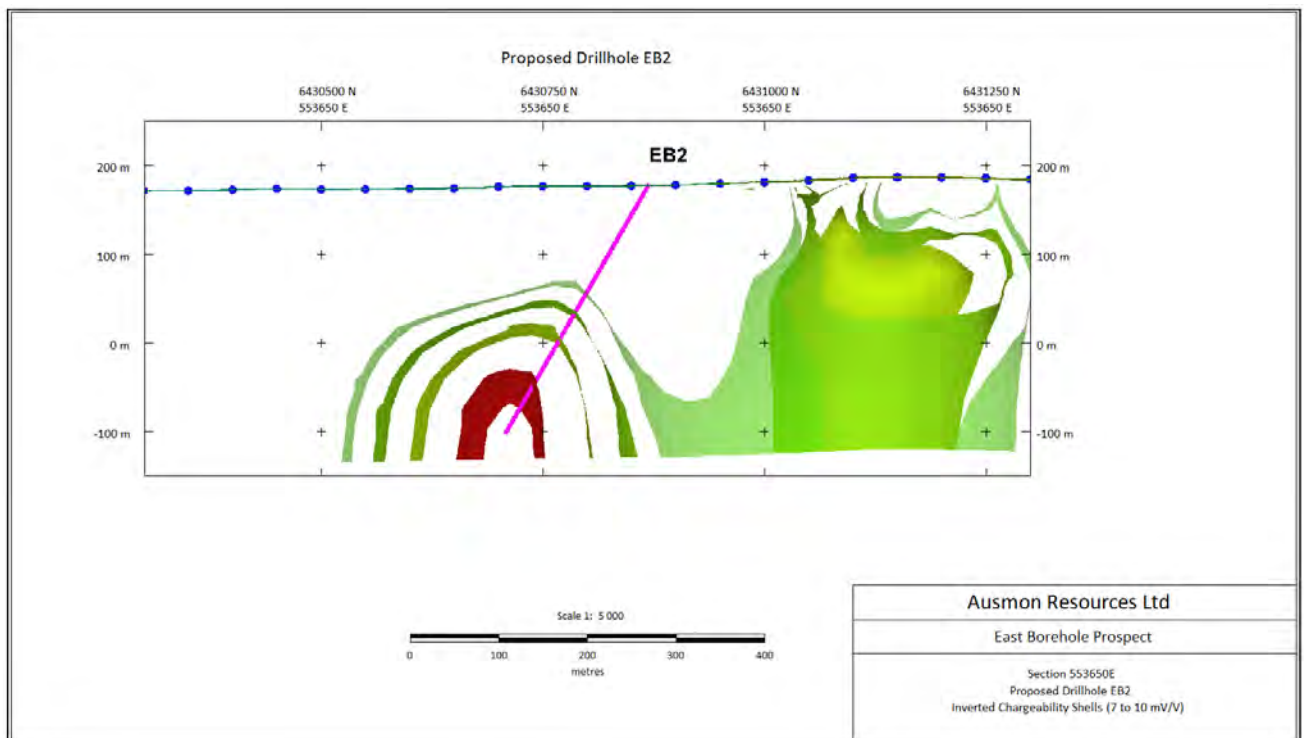 Proposed Drillhole EB2
6430500 N
553650 E
6430750 N
553650 E
6431000 N
553650 E
6431250 N
553650 E
EB2
200 m
200 m
100 m
100 m
0 m
0 m
-100 m
-100 m
Scale 1: 5 000
0 100 200 300 400
metres
Ausmon Resources Ltd
East Borehole Prospect
Section 553650E
Proposed Drillhole EB2
Inverted Chargeability Shells (7 to 10 mV/V)